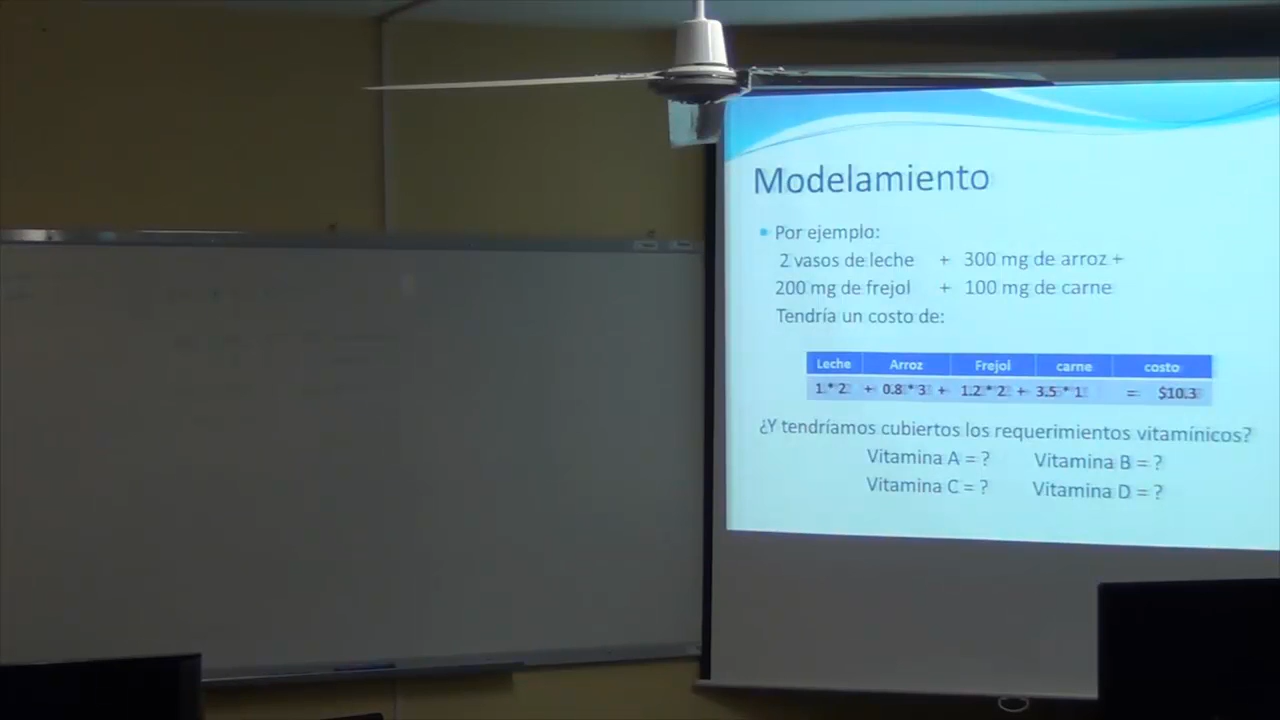 Modelamiento
Por ejemplo:
2 vasos de leche + 300 mg de arroz +
200 mg de frejol + 100 mg de carne
Tendría un costo de:
Leche Arroz Frejol carne costo
1 * 2 + 0.8 * 3 + 1.2 * 2 + 3.5 * 1 = $10.3
¿Y tendríamos cubiertos los requerimientos vitamínicos?
Vitamina A = ? Vitamina B = ?
Vitamina C = ? Vitamina D = ?